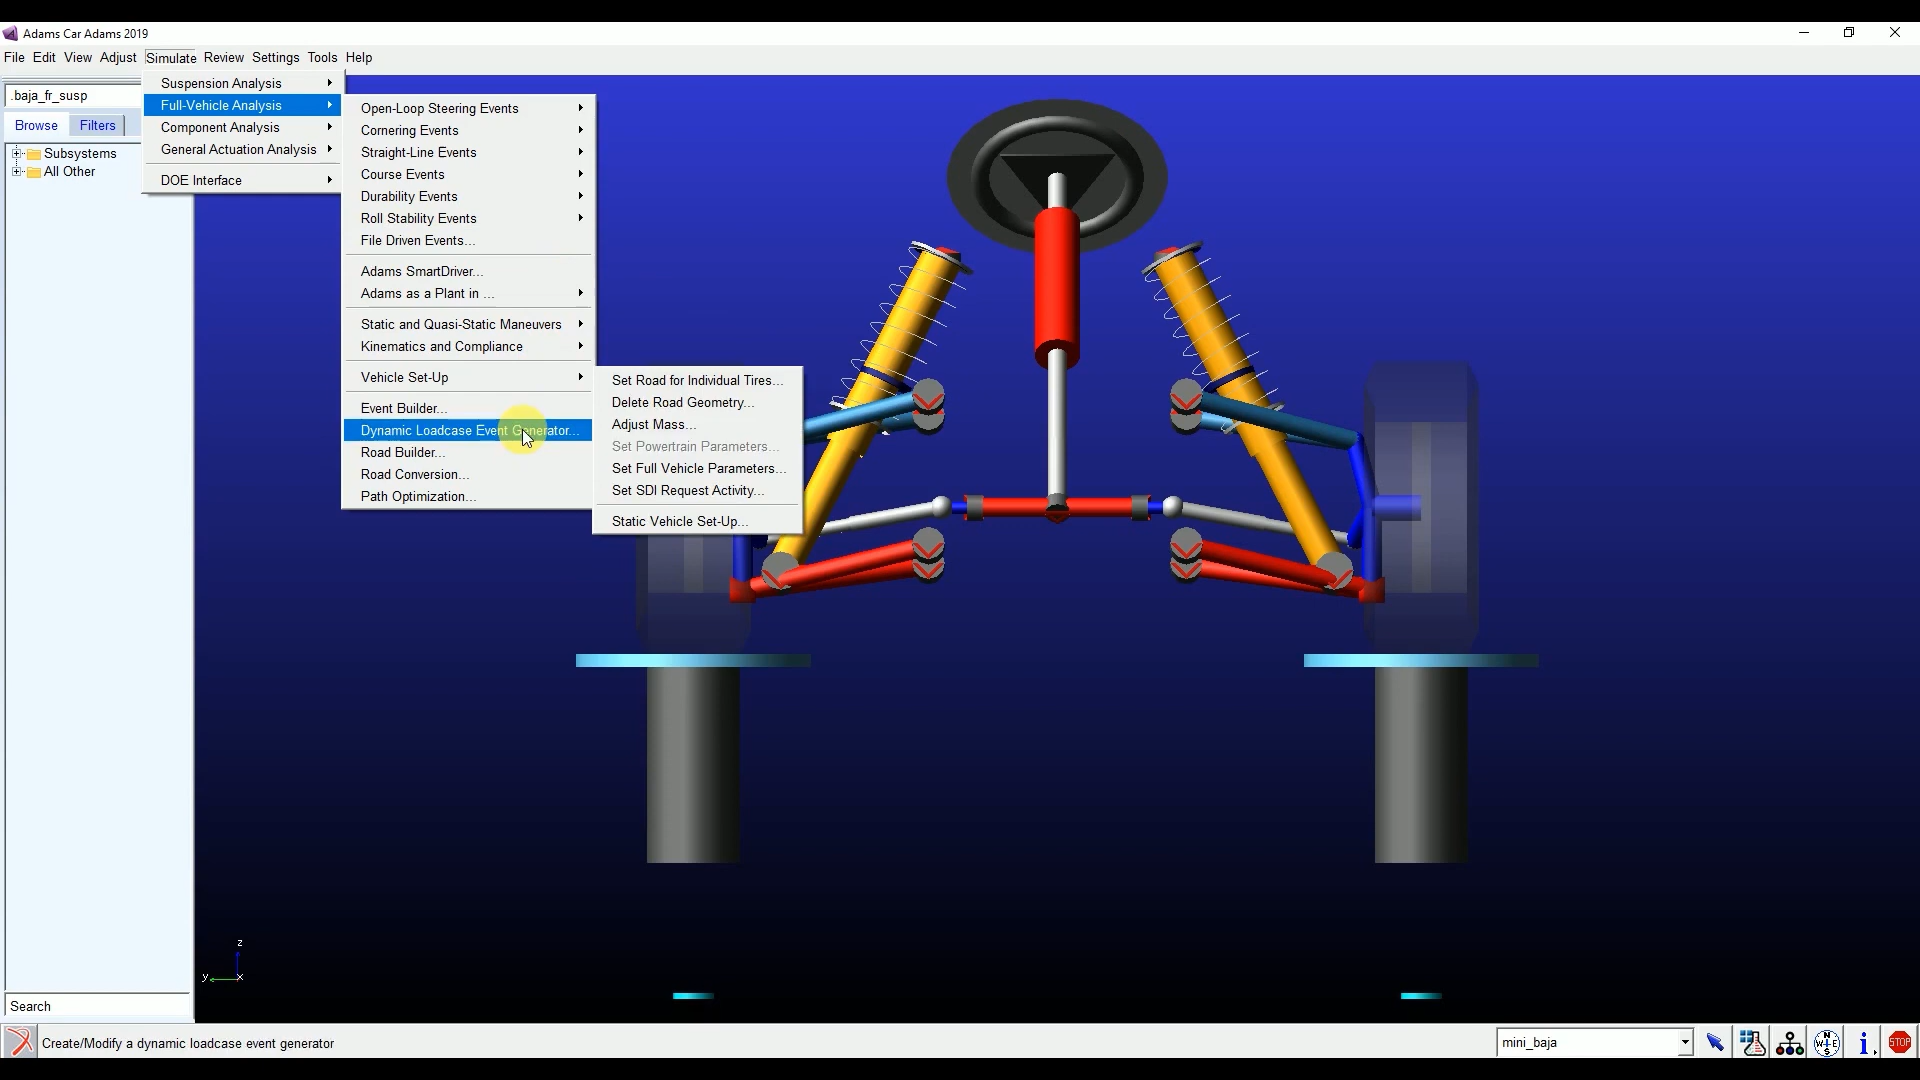 Adams Car Adams 2019
File Edit View Adjust Simulate Review Settings Tools Help
.baja_fr_susp
Browse Filters
Subsystems
All Other
Search
Suspension Analysis
Full-Vehicle Analysis
Component Analysis
General Actuation Analysis
DOE Interface
Open-Loop Steering Events
Cornering Events
Straight-Line Events
Course Events
Durability Events
Roll Stability Events
File Driven Events...
Adams SmartDriver...
Adams as a Plant in ...
Static and Quasi-Static Maneuvers
Kinematics and Compliance
Vehicle Set-Up
Event Builder...
Dynamic Loadcase Event Generator...
Road Builder...
Road Conversion...
Path Optimization...
Set Road for Individual Tires...
Delete Road Geometry...
Adjust Mass...
Set Powertrain Parameters...
Set Full Vehicle Parameters...
Set SDI Request Activity...
Static Vehicle Set-Up...
z
y x
Create/Modify a dynamic loadcase event generator
mini_baja
N
W E
S
i
STOP